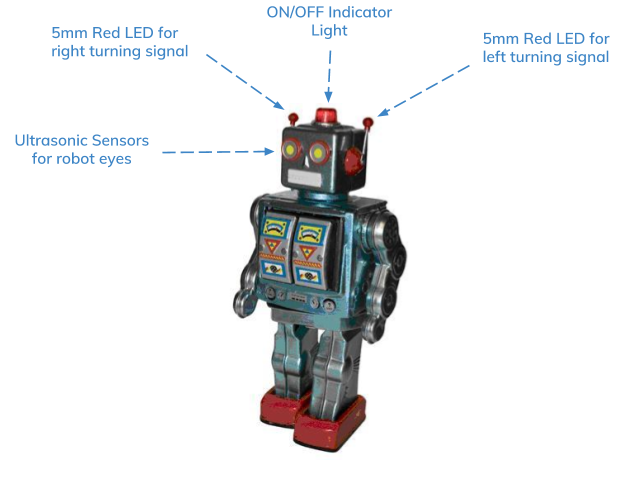 ON/OFF Indicator
Light
5mm Red LED for
right turning signal
5mm Red LED for
left turning signal
Ultrasonic Sensors
for robot eyes